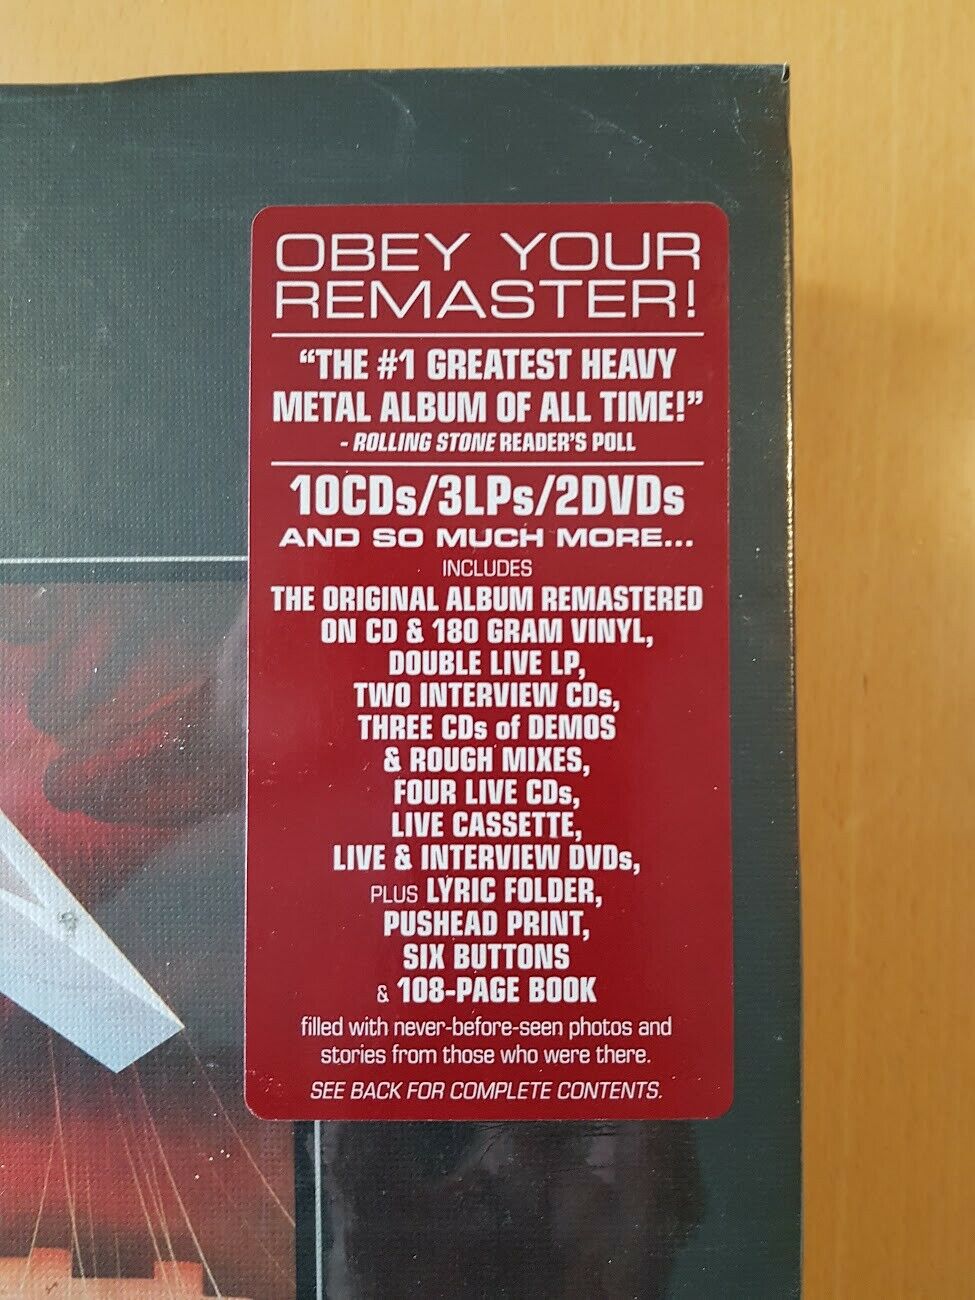 OBEY YOUR
REMASTER!
“THE #1 GREATEST HEAVY
METAL ALBUM OF ALL TIME!”
- ROLLING STONE READER'S POLL
10CDs/3LPs/2DVDs
AND SO MUCH MORE...
INCLUDES
THE ORIGINAL ALBUM REMASTERED
ON CD & 180 GRAM VINYL,
DOUBLE LIVE LP,
TWO INTERVIEW CDs,
THREE CDs of DEMOS
& ROUGH MIXES,
FOUR LIVE CDs,
LIVE CASSETTE,
LIVE & INTERVIEW DVDs,
PLUS LYRIC FOLDER,
PUSHEAD PRINT,
SIX BUTTONS
& 108-PAGE BOOK
filled with never-before-seen photos and
stories from those who were there.
SEE BACK FOR COMPLETE CONTENTS.